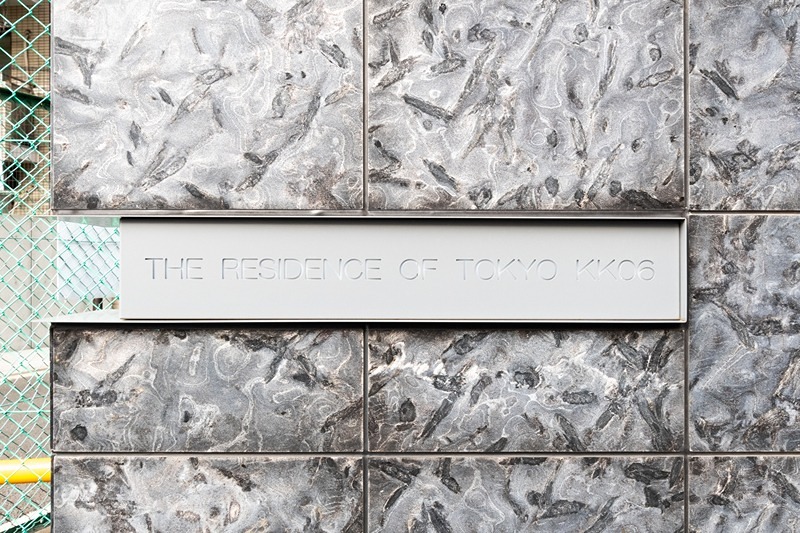 THE RESIDENCE OF TOKYO KK06